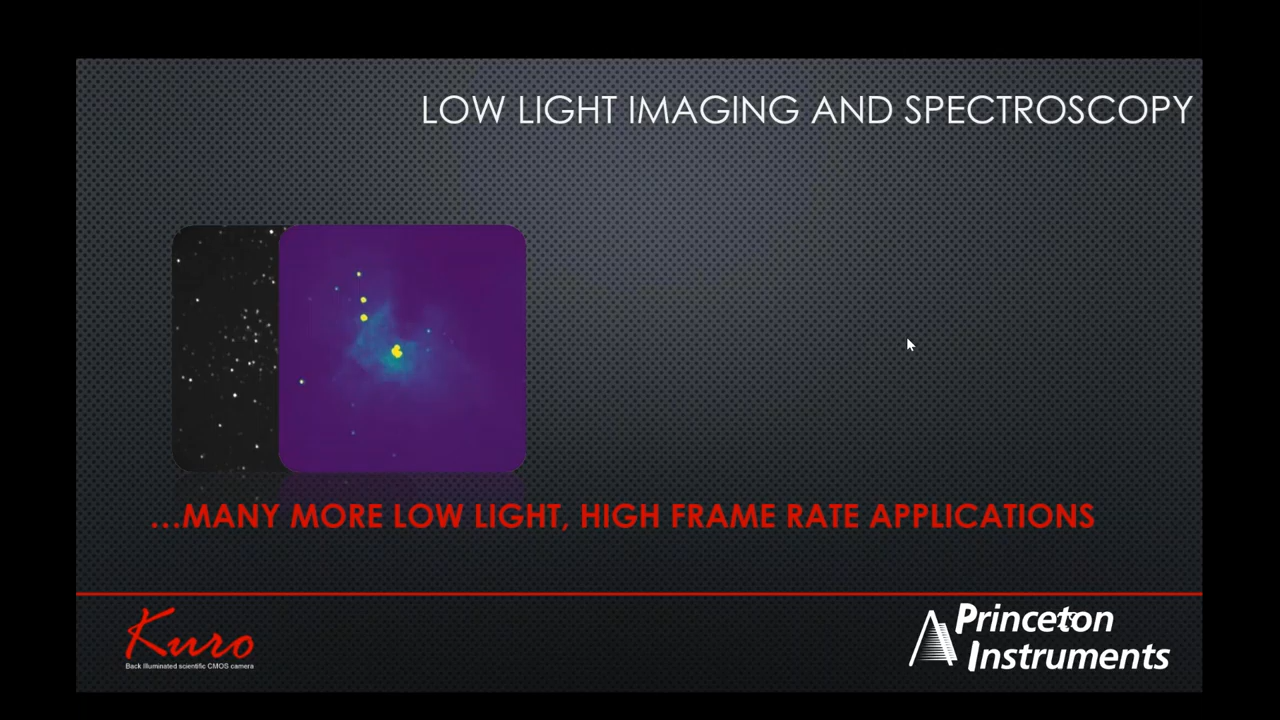 LOW LIGHT IMAGING AND SPECTROSCOPY
...MANY MORE LOW LIGHT, HIGH FRAME RATE APPLICATIONS
Kuro
Back Illuminated scientific CMOS camera
Princeton
Instruments